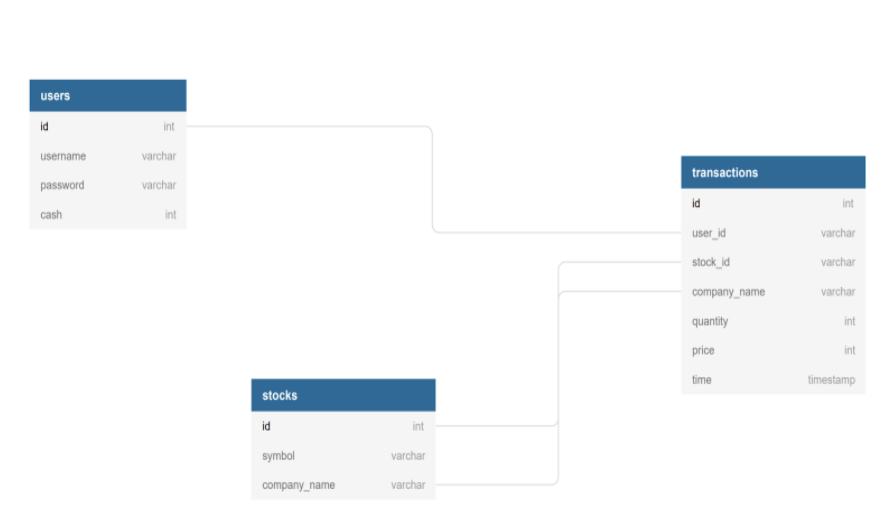 users
id int
username varchar
password varchar
cash int
transactions
id int
user_id varchar
stock_id varchar
company_name varchar
quantity int
price int
time timestamp
stocks
id int
symbol varchar
company_name varchar